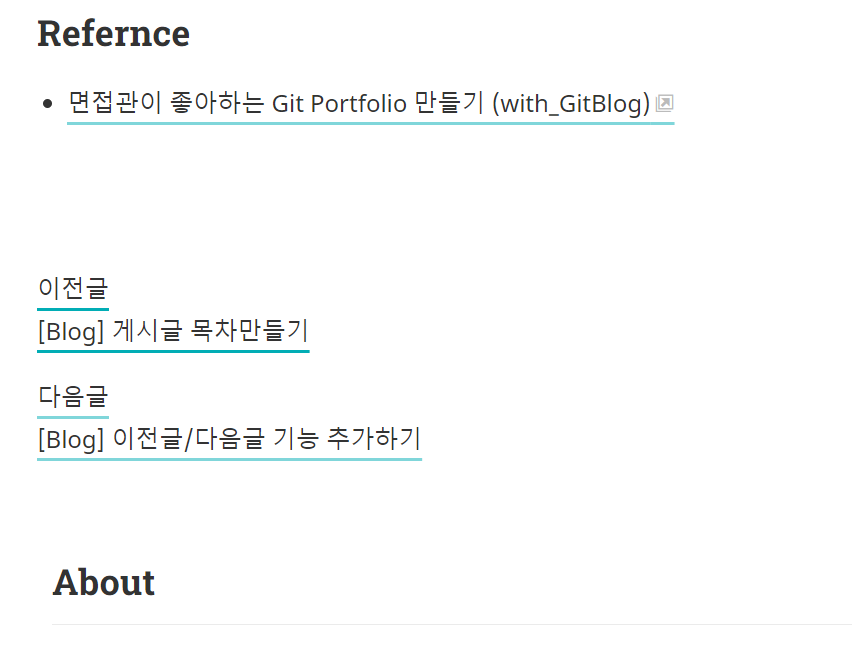 Refernce
면접관이 좋아하는 Git Portfolio 만들기 (with_GitBlog)
이전글
[Blog] 게시글 목차만들기
다음글
[Blog] 이전글/다음글 기능 추가하기
About